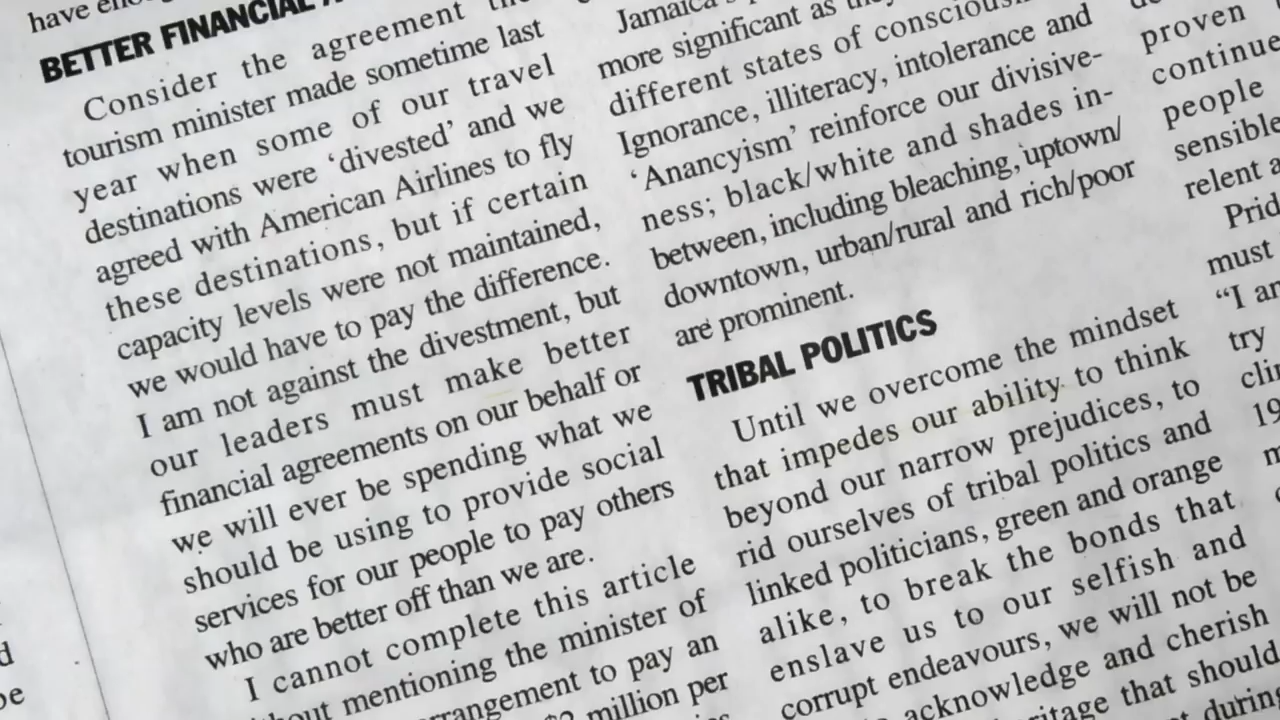 have
BETTER FINANCIAL
Consider the agreement
tourism minister made sometime last
year when some of our travel
destinations were ‘divested’ and we
agreed with American Airlines to fly
these destinations, but if certain
capacity levels were not maintained,
we would have to pay the difference.
I am not against the divestment, but
our leaders must make better
financial agreements on our behalf or
we will ever be spending what we
should be using to provide social
services for our people to pay others
who are better off than we are.
I cannot complete this article
mentioning the minister of
to pay an
million per
Jamaica's
more significant as they
different states of
Ignorance, illiteracy, intolerance and
‘Anancyism’ reinforce our divisive-
ness; black/white and shades in-
between, including bleaching, uptown/
downtown, urban/rural and rich/poor
are prominent.
TRIBAL POLITICS
Until we overcome the mindset
that impedes our ability to think
beyond our narrow prejudices, to
rid ourselves of tribal politics and
linked politicians, green and orange
alike, to break the bonds that
enslave us to our selfish and
corrupt endeavours, we will not be
acknowledge and cherish
that should
during
proven
continue
people
sensible
relent
must
“I
try